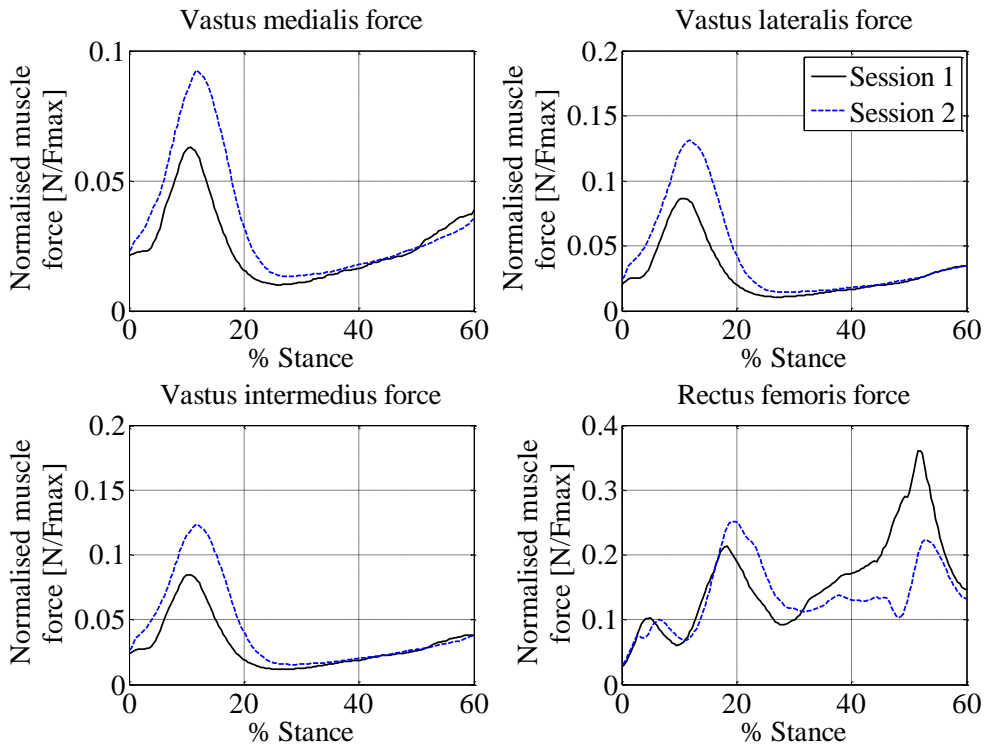 Vastus medialis force
Normalised muscle
force [N/Fmax]
0.1
0.05
0
0
20
40
60
% Stance
Vastus lateralis force
Normalised muscle
force [N/Fmax]
0.2
0.15
0.1
0.05
0
0
20
40
60
% Stance
Session 1
Session 2
Vastus intermedius force
Normalised muscle
force [N/Fmax]
0.2
0.15
0.1
0.05
0
0
20
40
60
% Stance
Rectus femoris force
Normalised muscle
force [N/Fmax]
0.4
0.3
0.2
0.1
0
0
20
40
60
% Stance